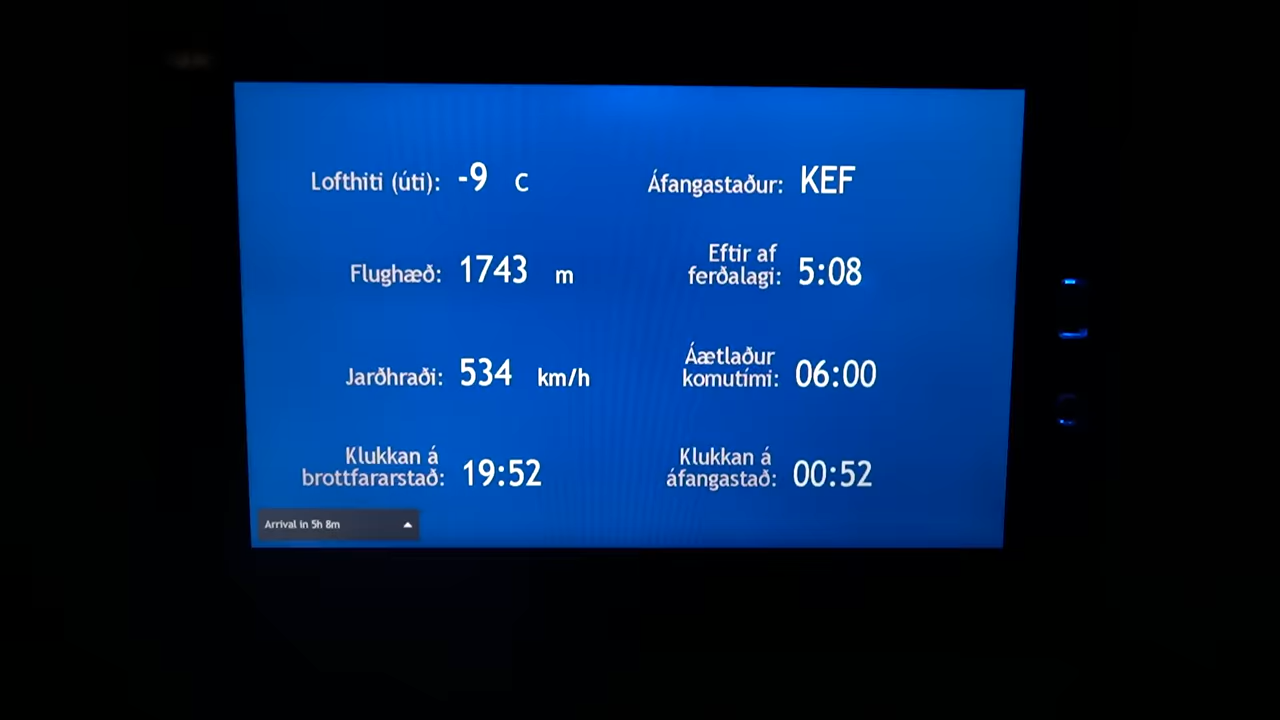 Lofthiti (úti): -9 C
Áfangastaður: KEF
Flughæð: 1743 m
Eftir af
ferðalagi: 5:08
Jarðhraði: 534 km/h
Áætlaður
komutími: 06:00
Klukkan á
brottfararstað: 19:52
Klukkan á
áfangastað: 00:52
Arrival in 5h 8m